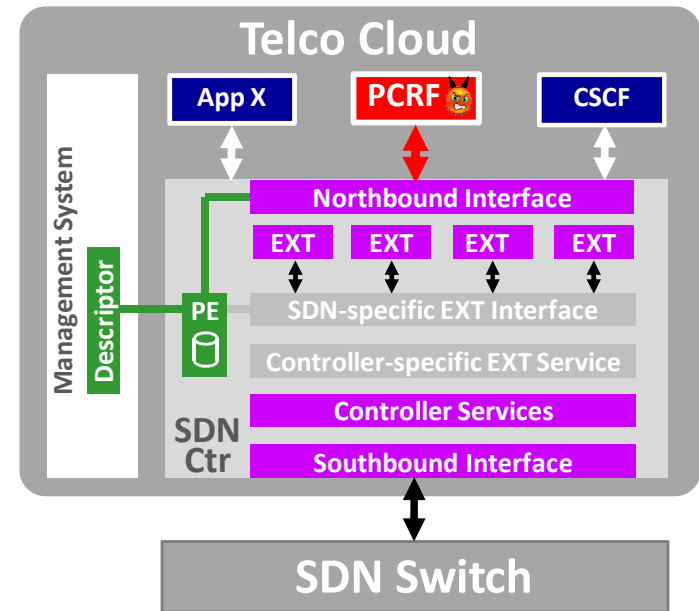 Telco Cloud
App X
PCRF
CSCF
Management System
Descriptor
Northbound Interface
EXT
EXT
EXT
EXT
PE
SDN-specific EXT Interface
Controller-specific EXT Service
Controller Services
SDN
Ctr
Southbound Interface
SDN Switch